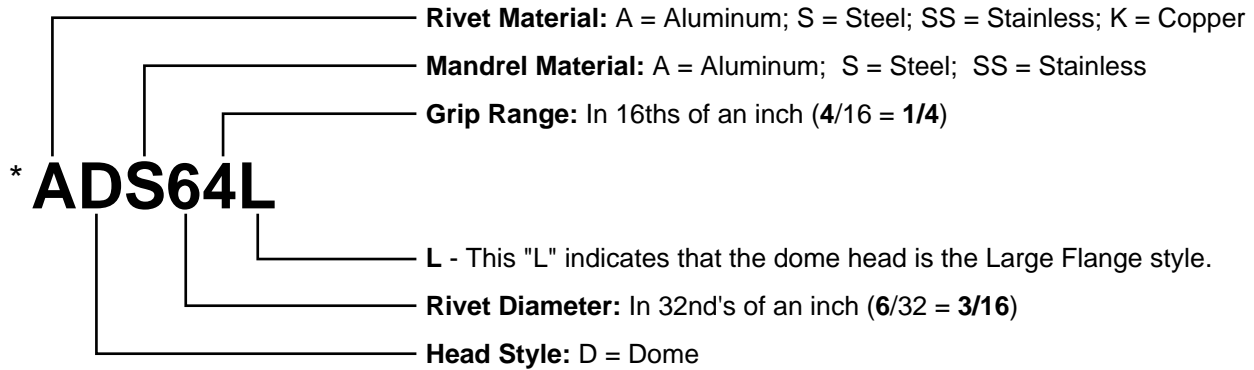 Rivet Material: A = Aluminum; S = Steel; SS = Stainless; K = Copper
Mandrel Material: A = Aluminum;  S = Steel;  SS = Stainless
Grip Range: In 16ths of an inch (4/16 = 1/4)
* ADS64L
L - This "L" indicates that the dome head is the Large Flange style.
Rivet Diameter: In 32nd's of an inch (6/32 = 3/16)
Head Style: D = Dome